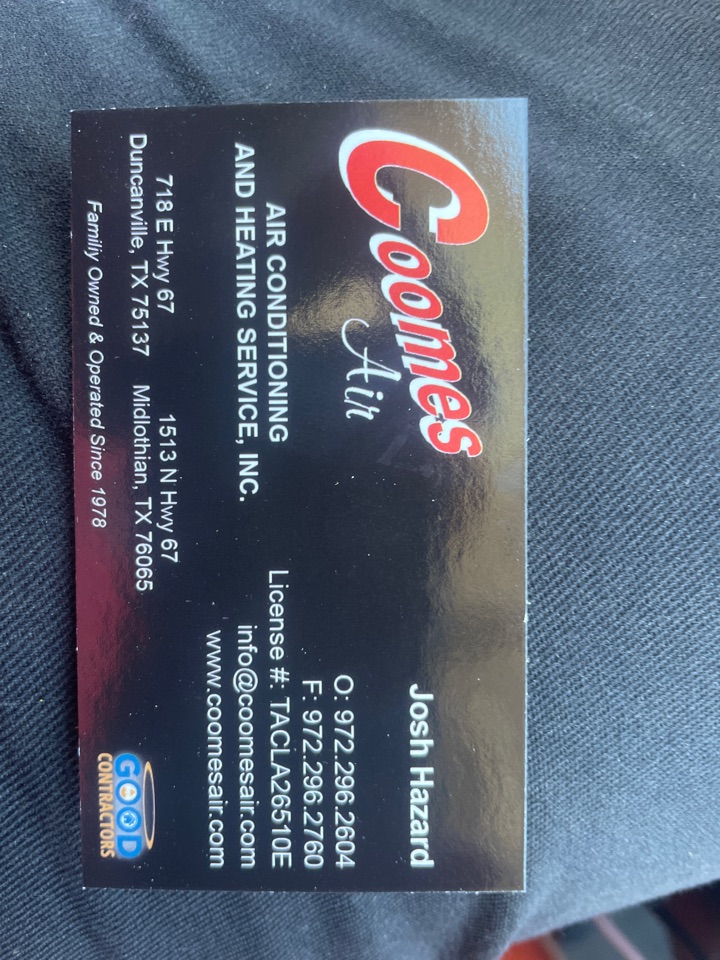 Coomes
Air
AIR CONDITIONING
AND HEATING SERVICE, INC.
718 E Hwy 67
Duncanville, TX 75137
1513 N Hwy 67
Midlothian, TX 76065
Family Owned & Operated Since 1978
Josh Hazard
O: 972.296.2604
F: 972.296.2760
License #: TACLA26510E
info@coomesair.com
www.coomesair.com
GOOD
CONTRACTORS